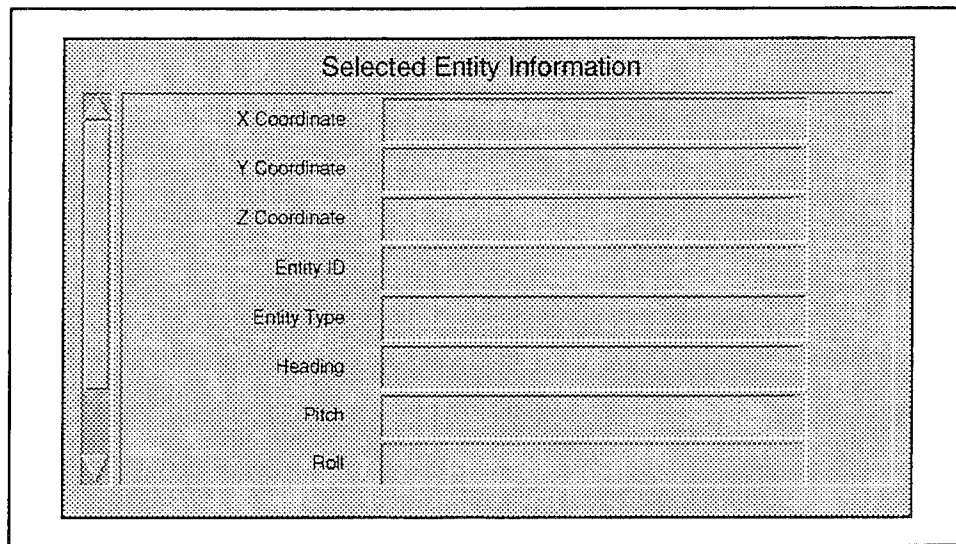 Selected Entity Information
X Coordinate
Y Coordinate
Z Coordinate
Entity ID
Entity Type
Heading
Pitch
Roll